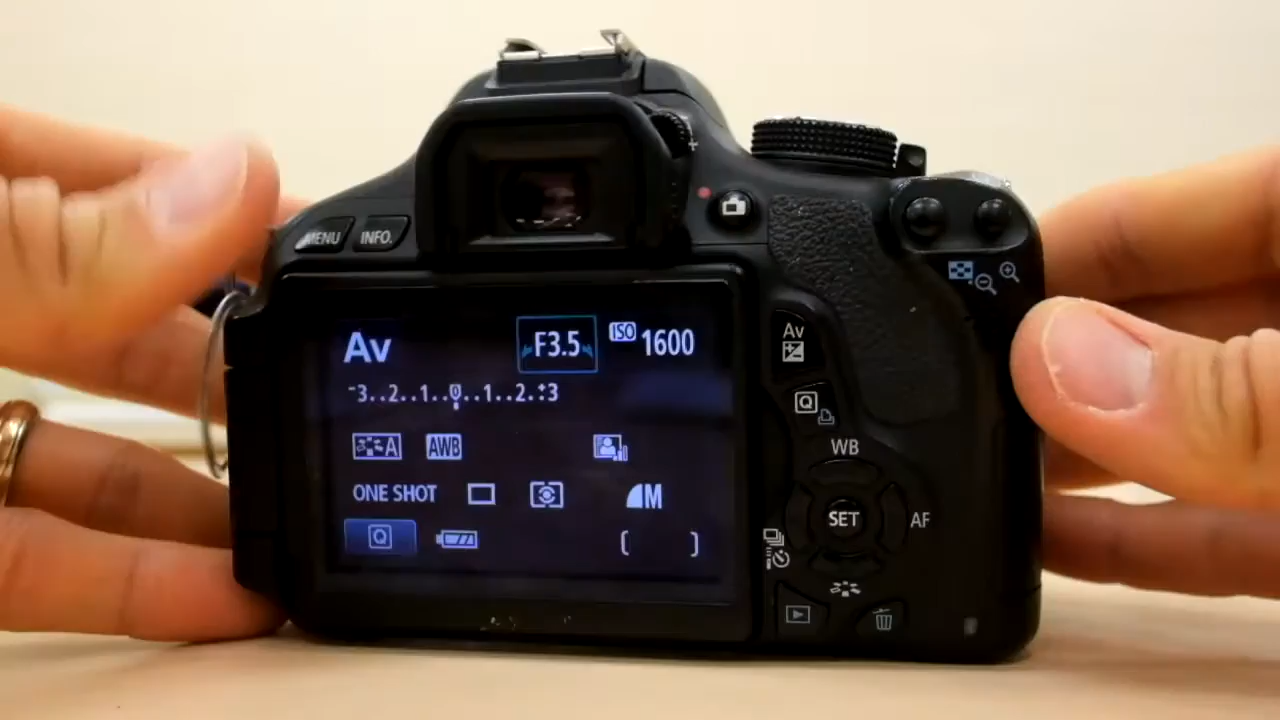 MENU INFO.
Av F3.5 ISO 1600
-3..2..1..0..1..2.:+3
A AWB
ONE SHOT M
Q
[ ]
Av
Q
WB
SET
AF